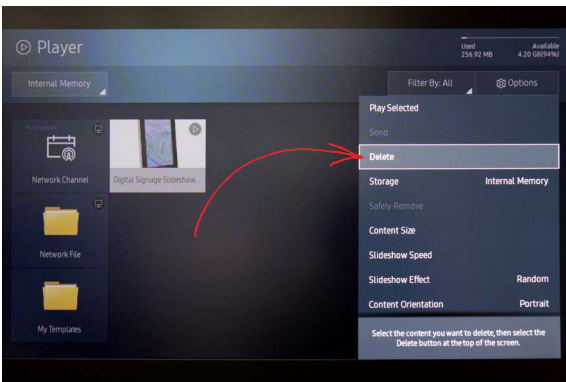 Player
Used
256.92 MB
Available
4.20 GB(94%)
Internal Memory
Filter By: All
Options
Network Channel
Digital Signage Slideshow...
Network File
My Templates
Play Selected
Send
Delete
Storage Internal Memory
Safely Remove
Content Size
Slideshow Speed
Slideshow Effect Random
Content Orientation Portrait
Select the content you want to delete, then select the
Delete button at the top of the screen.